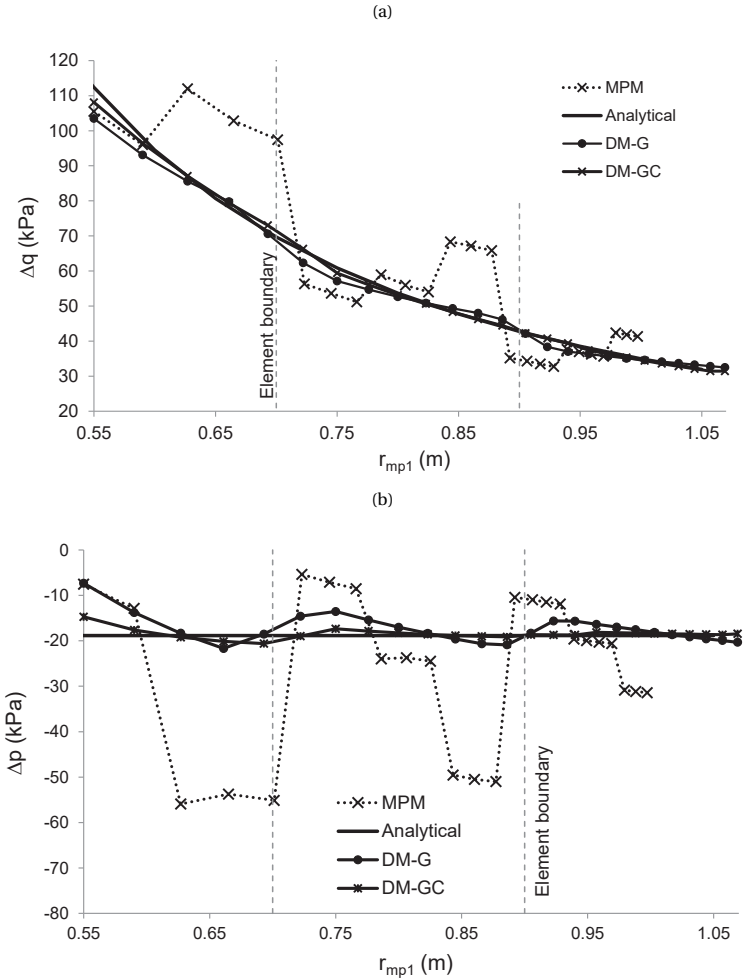 (a)
120
110
100
90
80
70
60
50
40
30
20
Δq (kPa)
MPM
Analytical
DM-G
DM-GC
Element boundary
0.55 0.65 0.75 0.85 0.95 1.05
r_mp1 (m)
(b)
0
-10
-20
-30
-40
-50
-60
-70
-80
Δp (kPa)
MPM
Analytical
DM-G
DM-GC
Element boundary
0.55 0.65 0.75 0.85 0.95 1.05
r_mp1 (m)